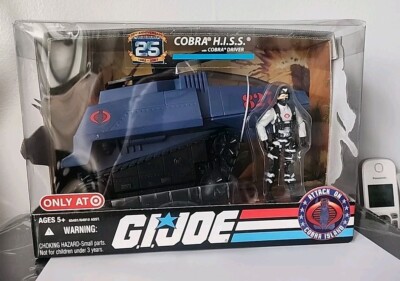 25
COBRA® H.I.S.S.®
COBRA® DRIVER
ONLY AT
AGES 5+
WARNING:
CHOKING HAZARD-Small parts.
Not for children under 3 years.
G.I.JOE
ATTACK ON
COBRA ISLAND